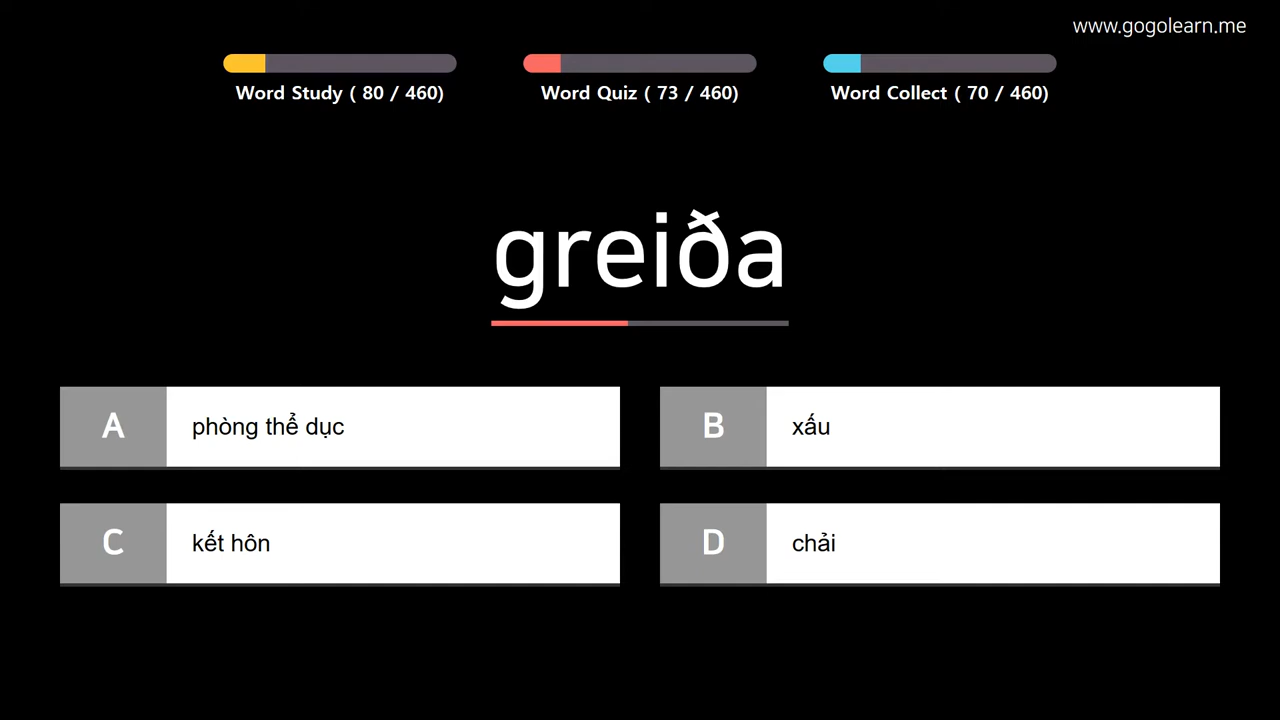 www.gogolearn.me
Word Study ( 80 / 460)
Word Quiz ( 73 / 460)
Word Collect ( 70 / 460)
greiða
A phòng thể dục
B xấu
C kết hôn
D chải